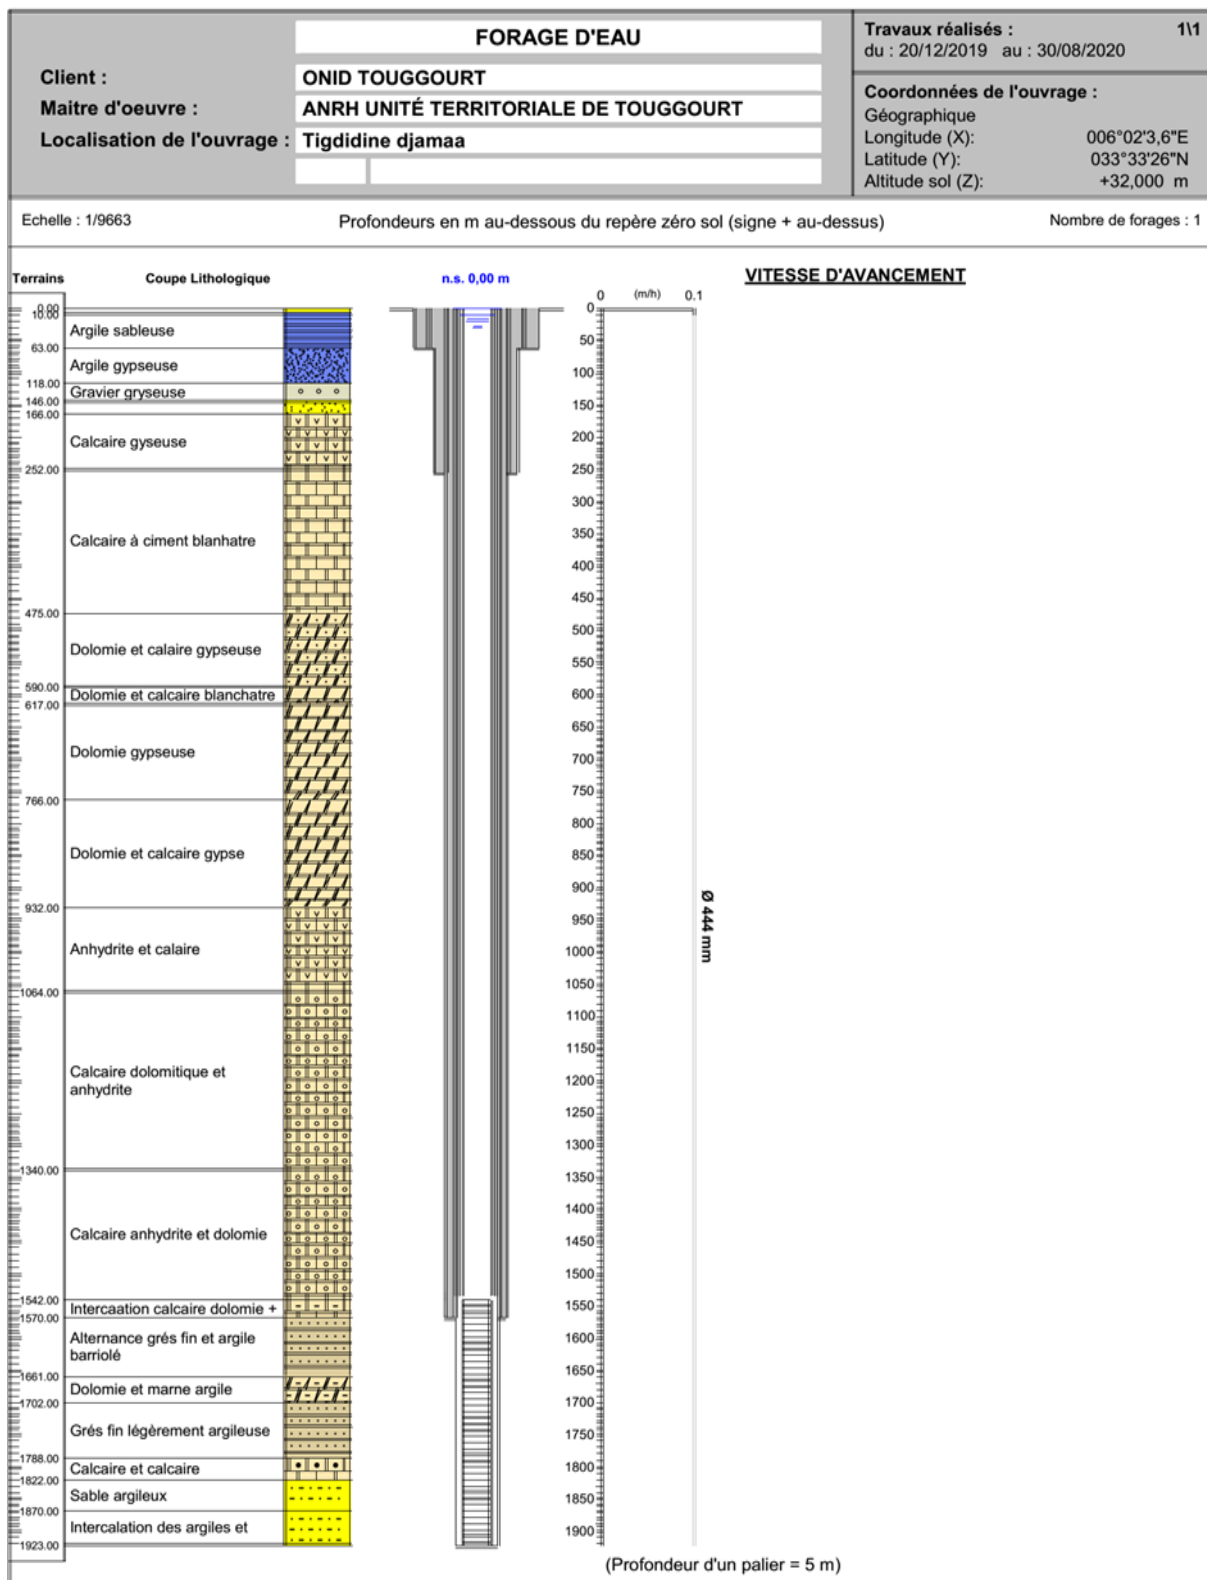 FORAGE D'EAU
Travaux réalisés : 1\1
du : 20/12/2019 au : 30/08/2020
Client : ONID TOUGGOURT
Maitre d'oeuvre : ANRH UNITÉ TERRITORIALE DE TOUGGOURT
Localisation de l'ouvrage : Tigdidine djamaa
Coordonnées de l'ouvrage :
Géographique
Longitude (X): 006°02'3,6"E
Latitude (Y): 033°33'26"N
Altitude sol (Z): +32,000 m
Echelle : 1/9663
Profondeurs en m au-dessous du repère zéro sol (signe + au-dessus)
Nombre de forages : 1
Terrains
Coupe Lithologique
n.s. 0,00 m
VITESSE D'AVANCEMENT
0 (m/h) 0.1
0.00
10.00
Argile sableuse
63.00
Argile gypseuse
118.00
Gravier gryseuse
146.00
166.00
Calcaire gyseuse
252.00
Calcaire à ciment blanhatre
475.00
Dolomie et calaire gypseuse
590.00
Dolomie et calcaire blanchatre
617.00
Dolomie gypseuse
766.00
Dolomie et calcaire gypse
932.00
Anhydrite et calaire
1064.00
Calcaire dolomitique et
anhydrite
1340.00
Calcaire anhydrite et dolomie
1542.00
Intercaation calcaire dolomie +
1570.00
Alternance grés fin et argile
barriolé
1661.00
Dolomie et marne argile
1702.00
Grés fin légèrement argileuse
1788.00
Calcaire et calcaire
1822.00
Sable argileux
1870.00
Intercalation des argiles et
1923.00
0
50
100
150
200
250
300
350
400
450
500
550
600
650
700
750
800
850
900
950
1000
1050
1100
1150
1200
1250
1300
1350
1400
1450
1500
1550
1600
1650
1700
1750
1800
1850
1900
Ø 444 mm
(Profondeur d'un palier = 5 m)